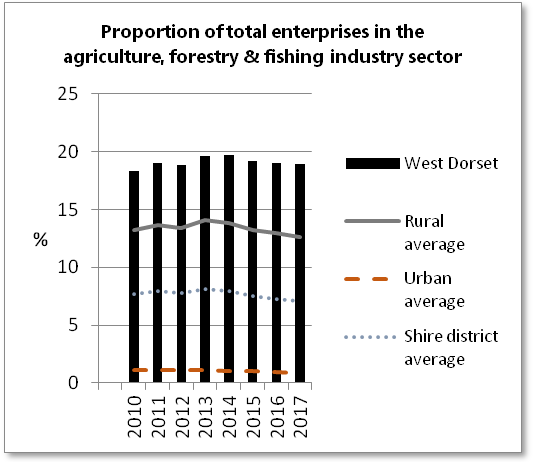 Proportion of total enterprises in the
agriculture, forestry & fishing industry sector
25
20
15
10
5
0
%
2010
2011
2012
2013
2014
2015
2016
2017
West Dorset
Rural
average
Urban
average
Shire district
average